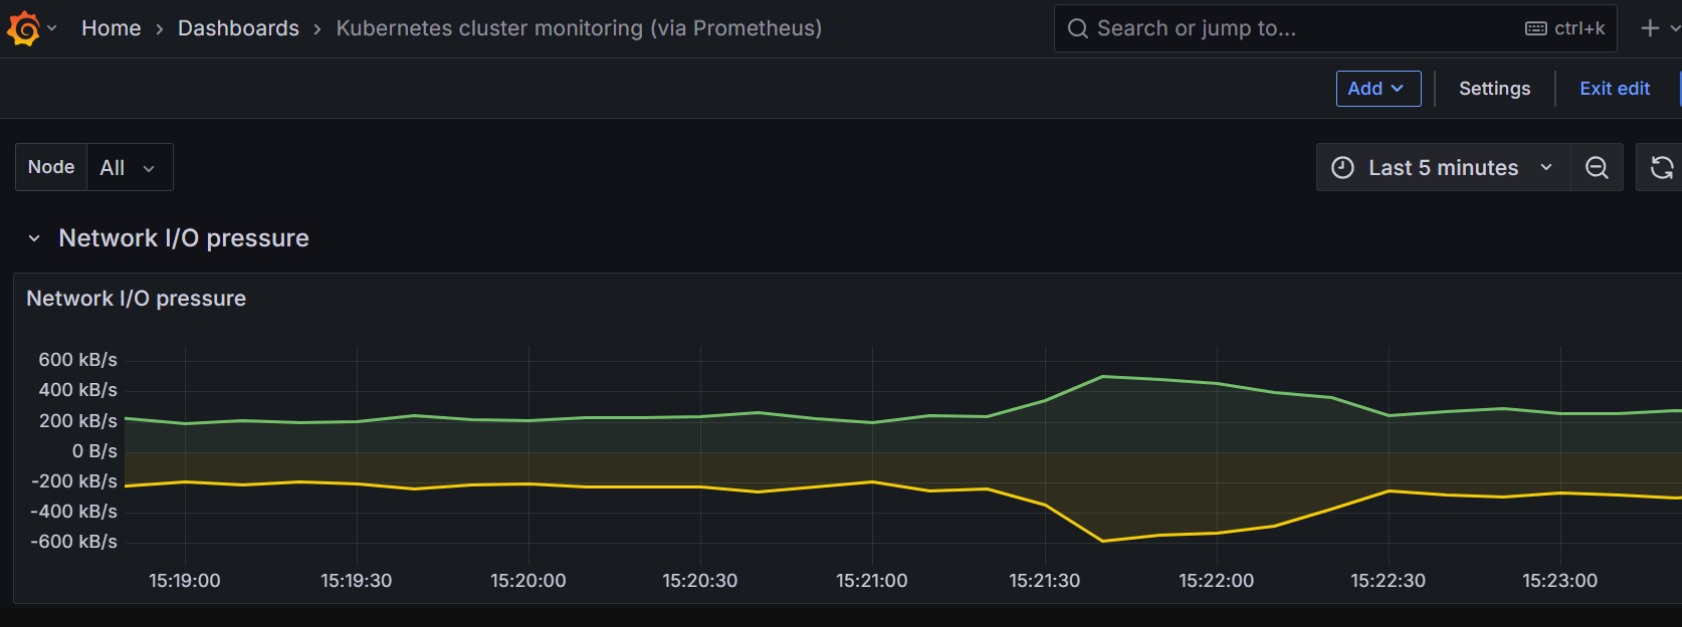 Home › Dashboards › Kubernetes cluster monitoring (via Prometheus)
Search or jump to...
ctrl+k
Add
Settings
Exit edit
Node
All
Last 5 minutes
Network I/O pressure
Network I/O pressure
600 kB/s
400 kB/s
200 kB/s
0 B/s
-200 kB/s
-400 kB/s
-600 kB/s
15:19:00 15:19:30 15:20:00 15:20:30 15:21:00 15:21:30 15:22:00 15:22:30 15:23:00